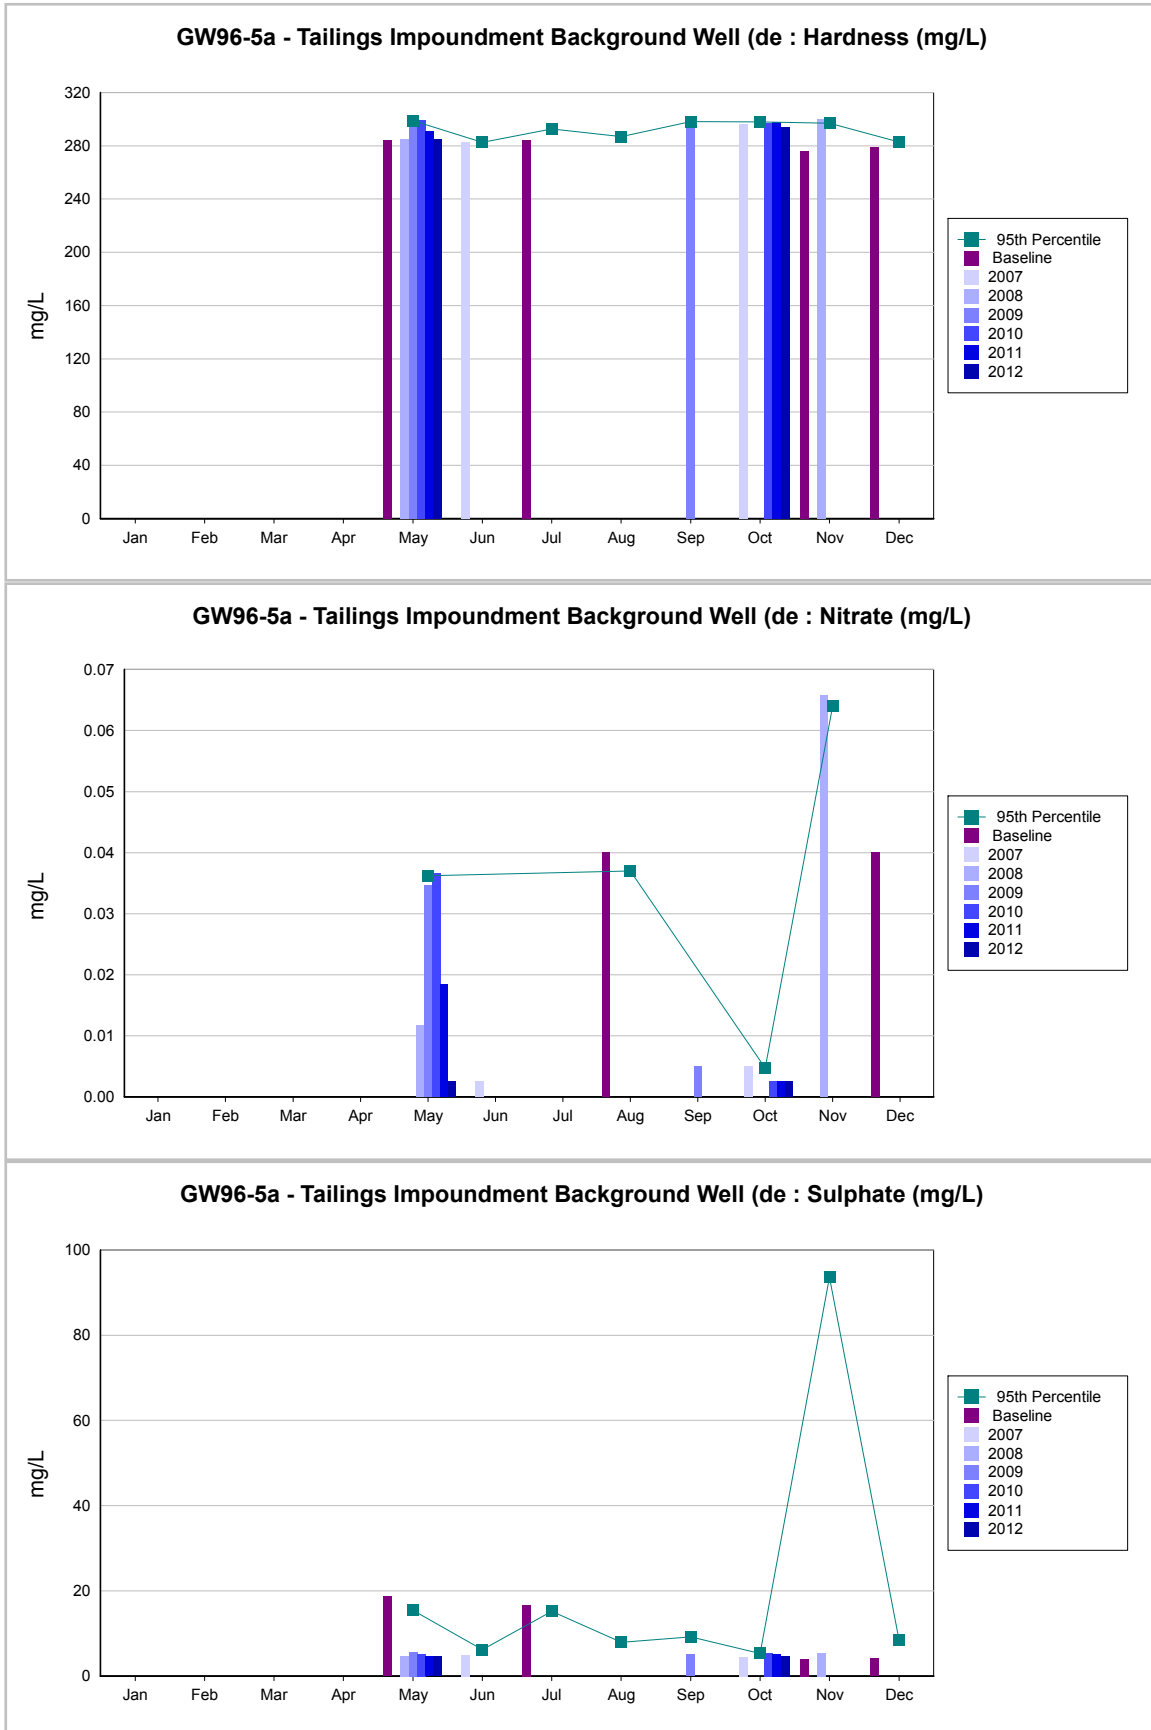 GW96-5a - Tailings Impoundment Background Well (de : Hardness (mg/L)
320
280
240
200
160
120
80
40
0
mg/L
Jan Feb Mar Apr May Jun Jul Aug Sep Oct Nov Dec
95th Percentile
Baseline
2007
2008
2009
2010
2011
2012
GW96-5a - Tailings Impoundment Background Well (de : Nitrate (mg/L)
0.07
0.06
0.05
0.04
0.03
0.02
0.01
0.00
mg/L
Jan Feb Mar Apr May Jun Jul Aug Sep Oct Nov Dec
95th Percentile
Baseline
2007
2008
2009
2010
2011
2012
GW96-5a - Tailings Impoundment Background Well (de : Sulphate (mg/L)
100
80
60
40
20
0
mg/L
Jan Feb Mar Apr May Jun Jul Aug Sep Oct Nov Dec
95th Percentile
Baseline
2007
2008
2009
2010
2011
2012